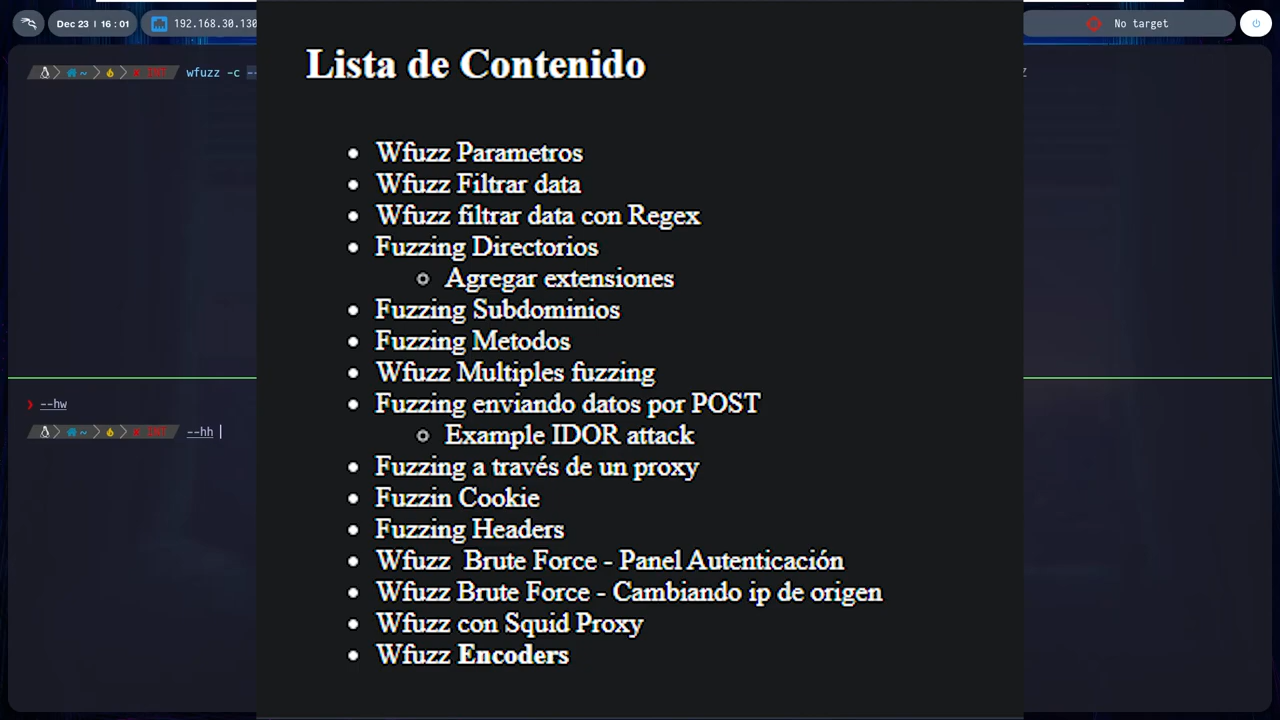 Dec 23 | 16:01
192.168.30.130
No target
~ wfuzz -c --
Z
Lista de Contenido
Wfuzz Parametros
Wfuzz Filtrar data
Wfuzz filtrar data con Regex
Fuzzing Directorios
Agregar extensiones
Fuzzing Subdominios
Fuzzing Metodos
Wfuzz Multiples fuzzing
Fuzzing enviando datos por POST
Example IDOR attack
Fuzzing a través de un proxy
Fuzzin Cookie
Fuzzing Headers
Wfuzz  Brute Force - Panel Autenticación
Wfuzz Brute Force - Cambiando ip de origen
Wfuzz con Squid Proxy
Wfuzz Encoders
❯ --hw
~ --hh